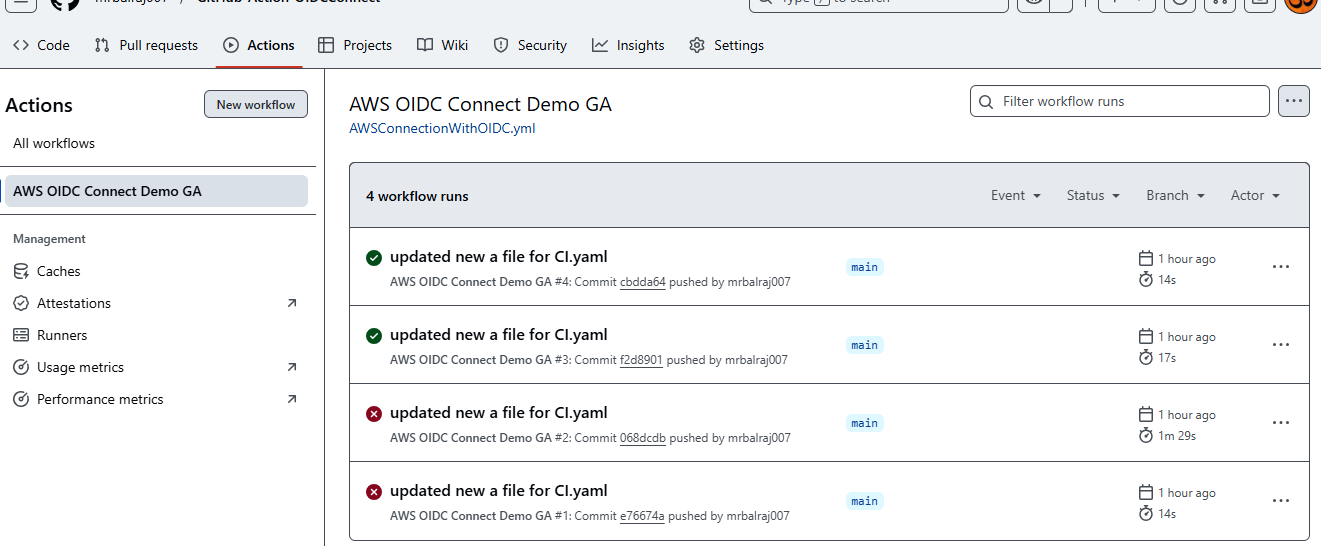 mrbalraj007 / GitHub-Action-OIDCConnect
Type / to search
Code Pull requests Actions Projects Wiki Security Insights Settings
Actions
New workflow
All workflows
AWS OIDC Connect Demo GA
Management
Caches
Attestations
Runners
Usage metrics
Performance metrics
AWS OIDC Connect Demo GA
AWSConnectionWithOIDC.yml
Filter workflow runs
4 workflow runs
Event Status Branch Actor
updated new a file for CI.yaml
AWS OIDC Connect Demo GA #4: Commit cbdda64 pushed by mrbalraj007
main
1 hour ago
14s
updated new a file for CI.yaml
AWS OIDC Connect Demo GA #3: Commit f2d8901 pushed by mrbalraj007
main
1 hour ago
17s
updated new a file for CI.yaml
AWS OIDC Connect Demo GA #2: Commit 068dcdb pushed by mrbalraj007
main
1 hour ago
1m 29s
updated new a file for CI.yaml
AWS OIDC Connect Demo GA #1: Commit e76674a pushed by mrbalraj007
main
1 hour ago
14s